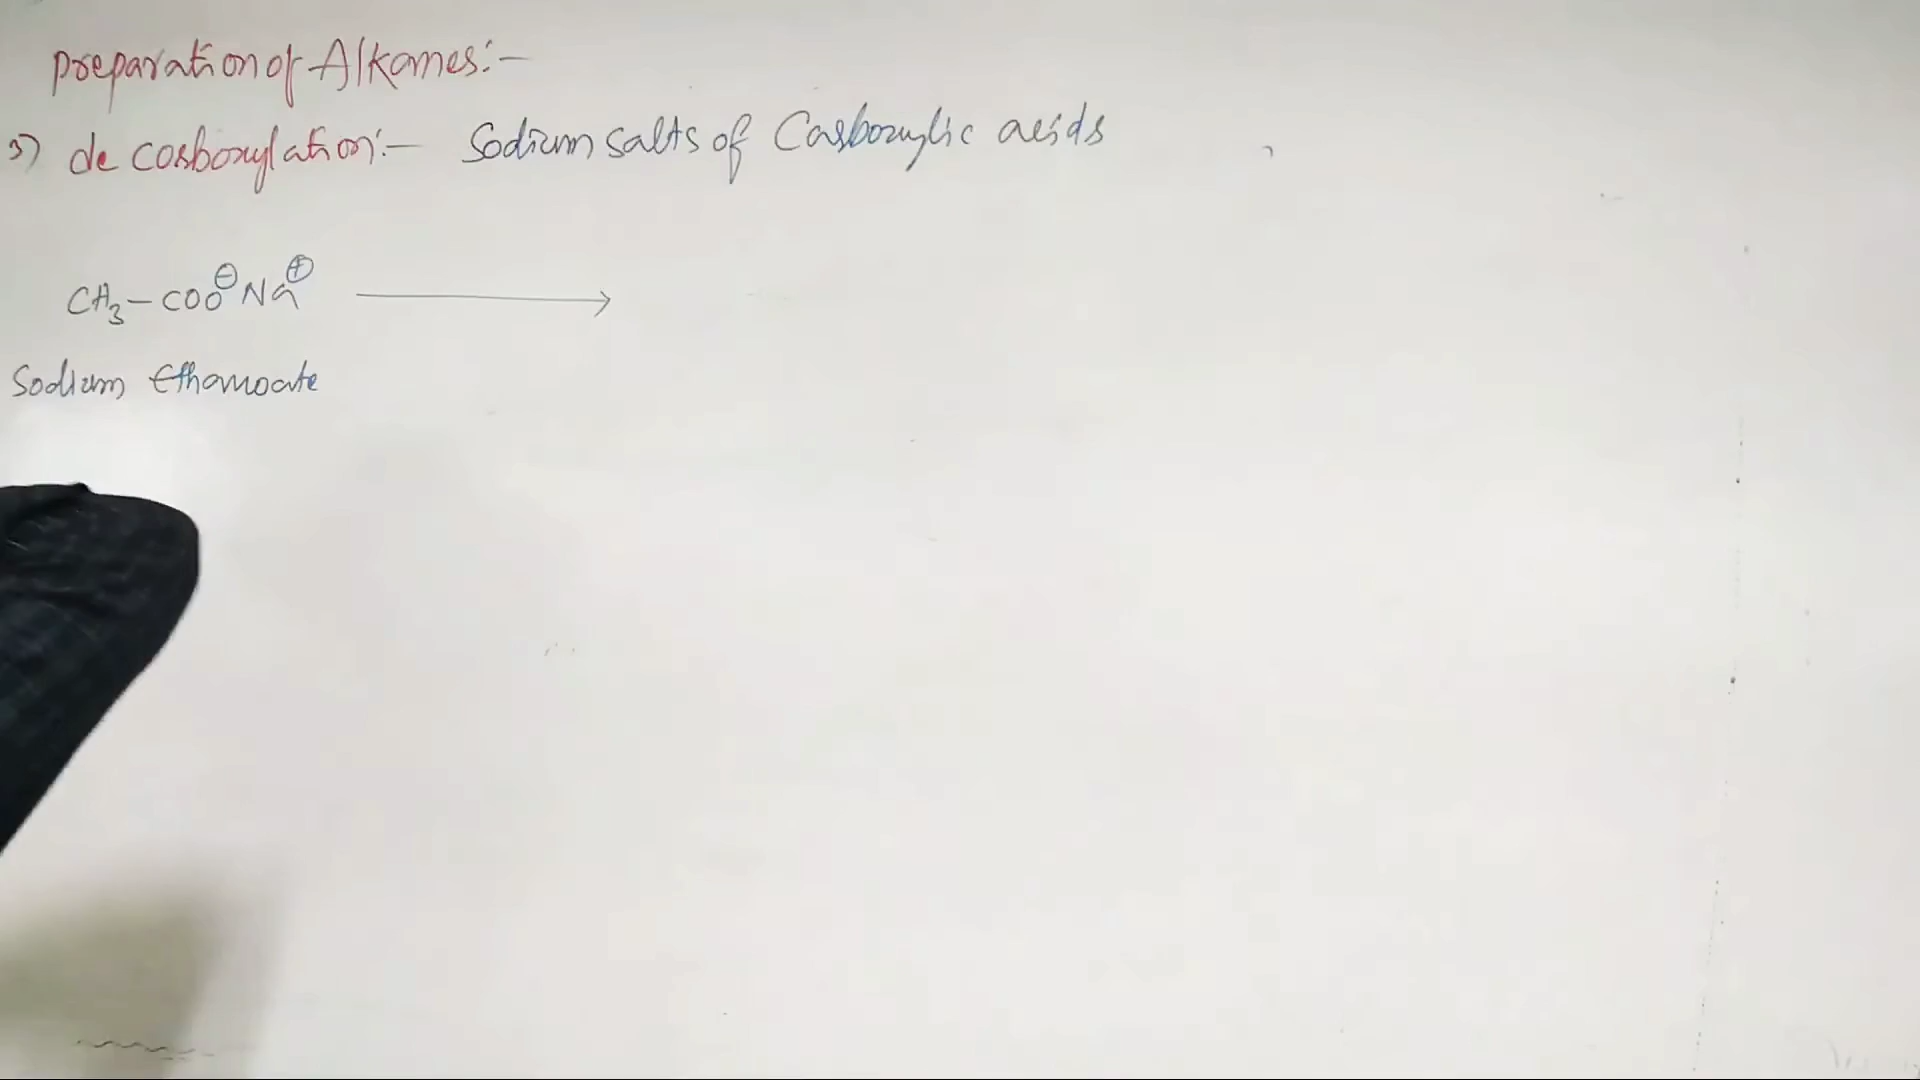 preparation of Alkanes:-
3) de carboxylation:- Sodium salts of Carboxylic acids
CH₃-COO⊖Na⊕ ⟶
Sodium Ethanoate